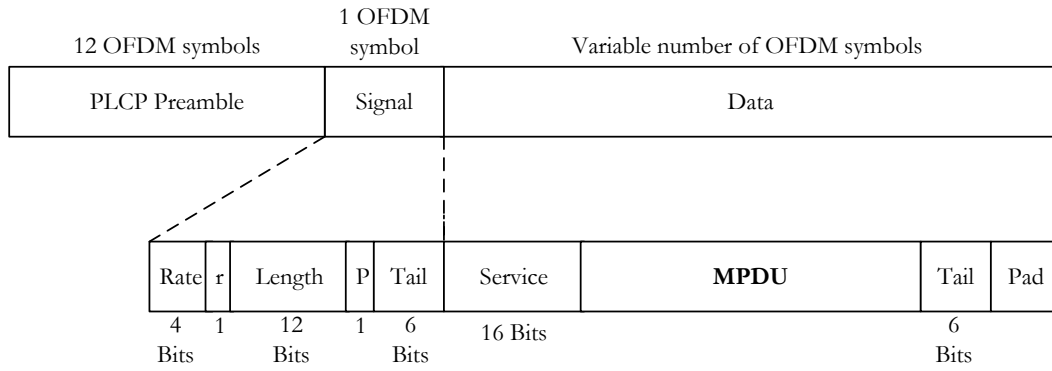 1 OFDM
symbol
12 OFDM symbols
Variable number of OFDM symbols
PLCP Preamble
Signal
Data
Rate
r
Length
P
Tail
Service
MPDU
Tail
Pad
4
Bits
1
12
Bits
1
6
Bits
16 Bits
6
Bits